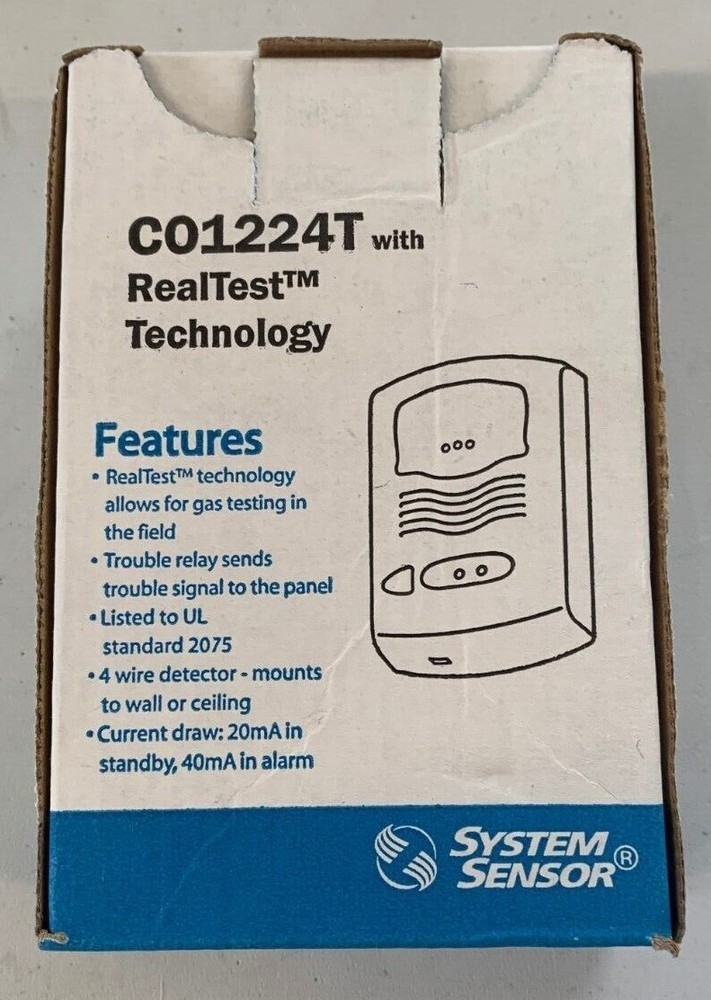 CO1224T with
RealTest™
Technology
Features
• RealTest™ technology
allows for gas testing in
the field
• Trouble relay sends
trouble signal to the panel
• Listed to UL
standard 2075
• 4 wire detector - mounts
to wall or ceiling
• Current draw: 20mA in
standby, 40mA in alarm
SYSTEM
SENSOR®